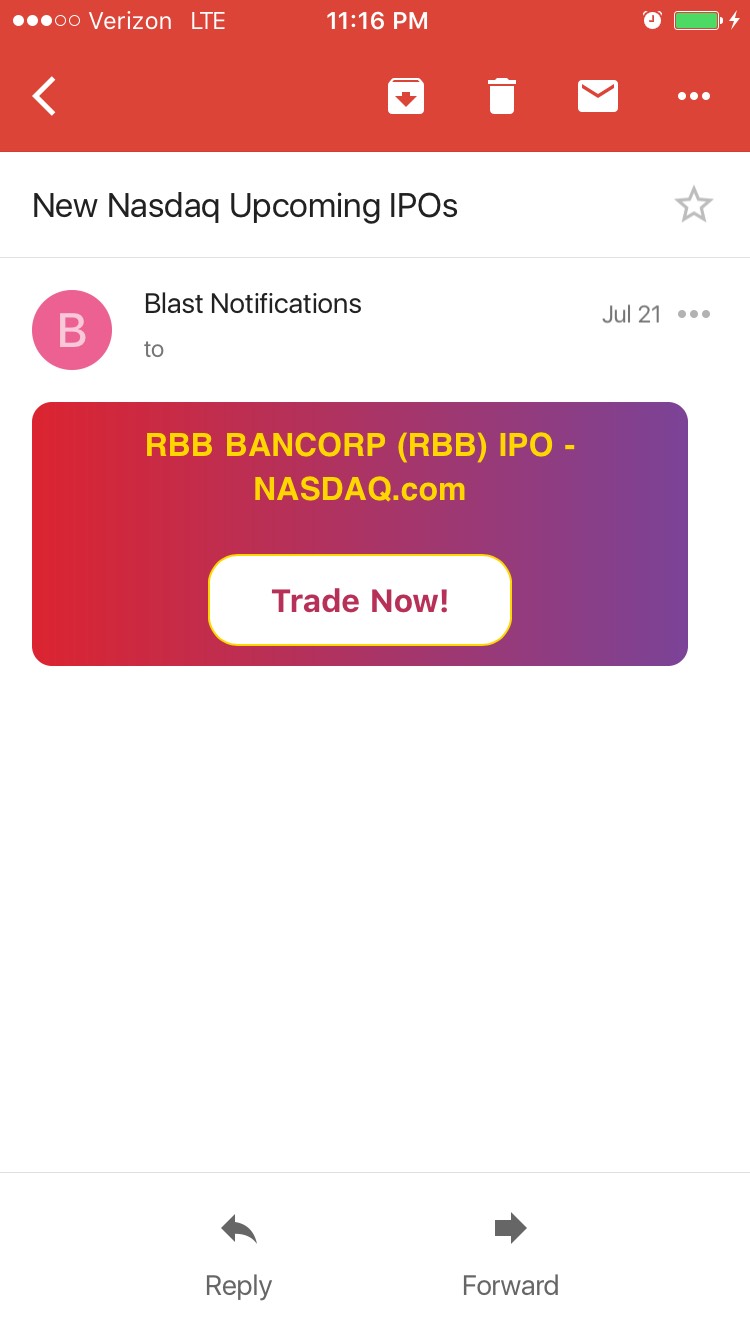 Verizon LTE 11:16 PM
New Nasdaq Upcoming IPOs
B
Blast Notifications
Jul 21
to
RBB BANCORP (RBB) IPO -
NASDAQ.com
Trade Now!
Reply Forward